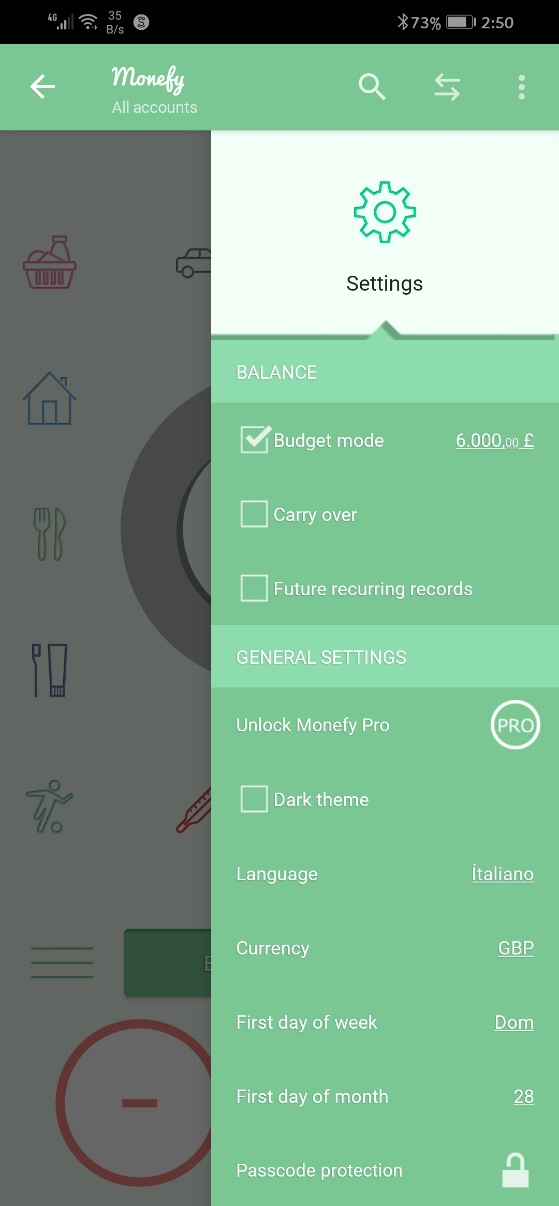 4G 35 B/s 73% 2:50
Monefy
All accounts
Settings
BALANCE
Budget mode 6.000,00 £
Carry over
Future recurring records
GENERAL SETTINGS
Unlock Monefy Pro PRO
Dark theme
Language İtaliano
Currency GBP
First day of week Dom
First day of month 28
Passcode protection